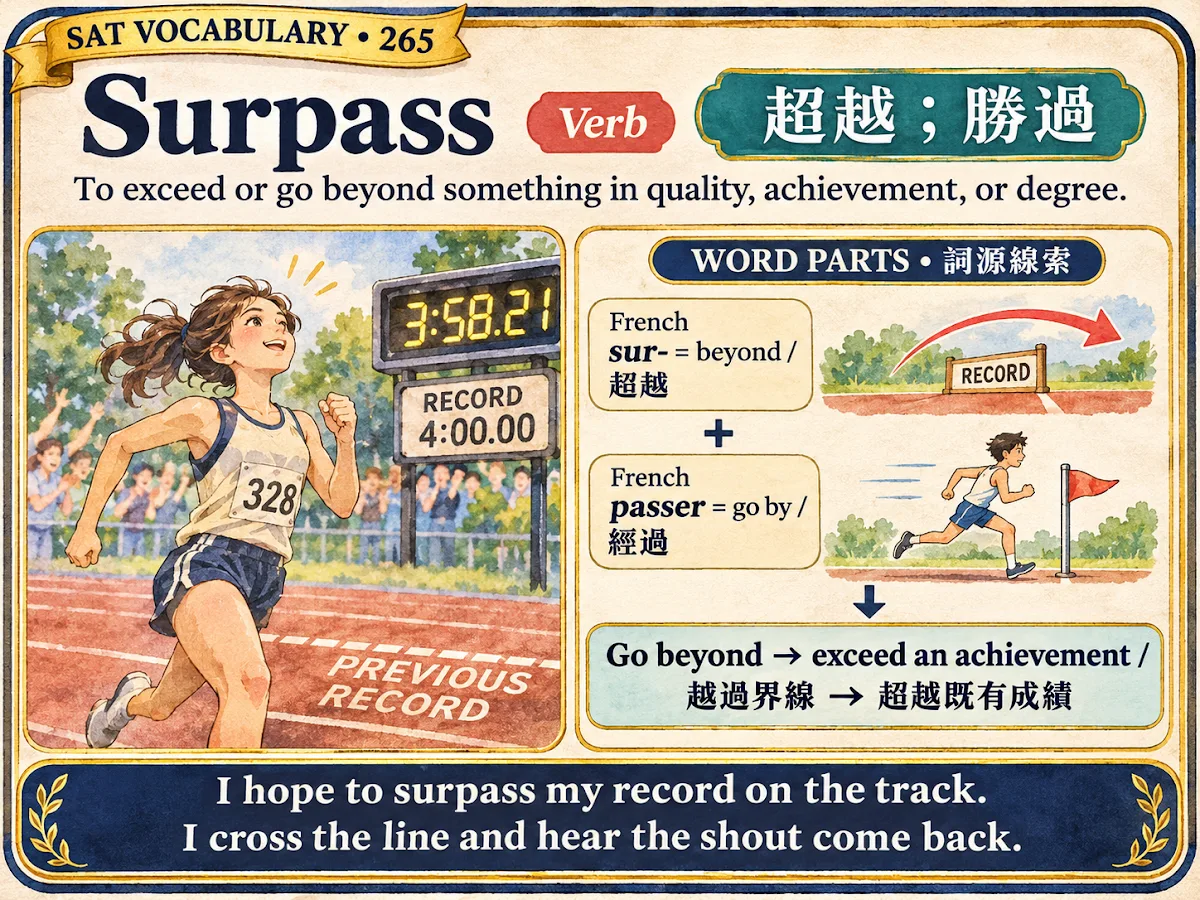 SAT VOCABULARY • 265
Surpass
Verb
超越；勝過
To exceed or go beyond something in quality, achievement, or degree.
3:58.21
RECORD
4:00.00
328
PREVIOUS
RECORD
WORD PARTS • 詞源線索
French
sur- = beyond /
超越
RECORD
+
French
passer = go by /
經過
Go beyond → exceed an achievement /
越過界線 → 超越既有成績
I hope to surpass my record on the track.
I cross the line and hear the shout come back.